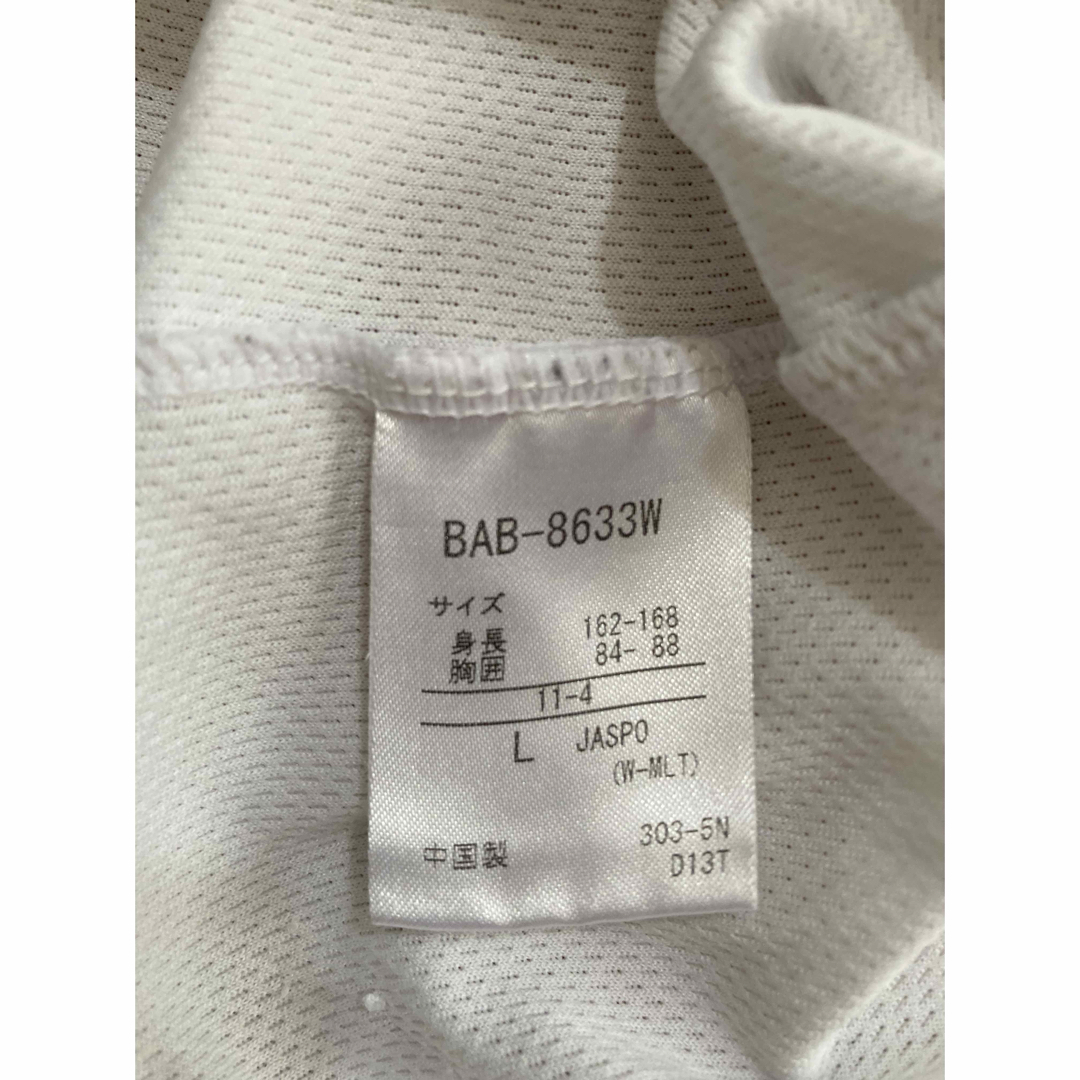 BAB-8633W
サイズ
身長 162-168
胸囲 84- 88
11-4
L JASPO
(W-MLT)
303-5N
中国製 D13T